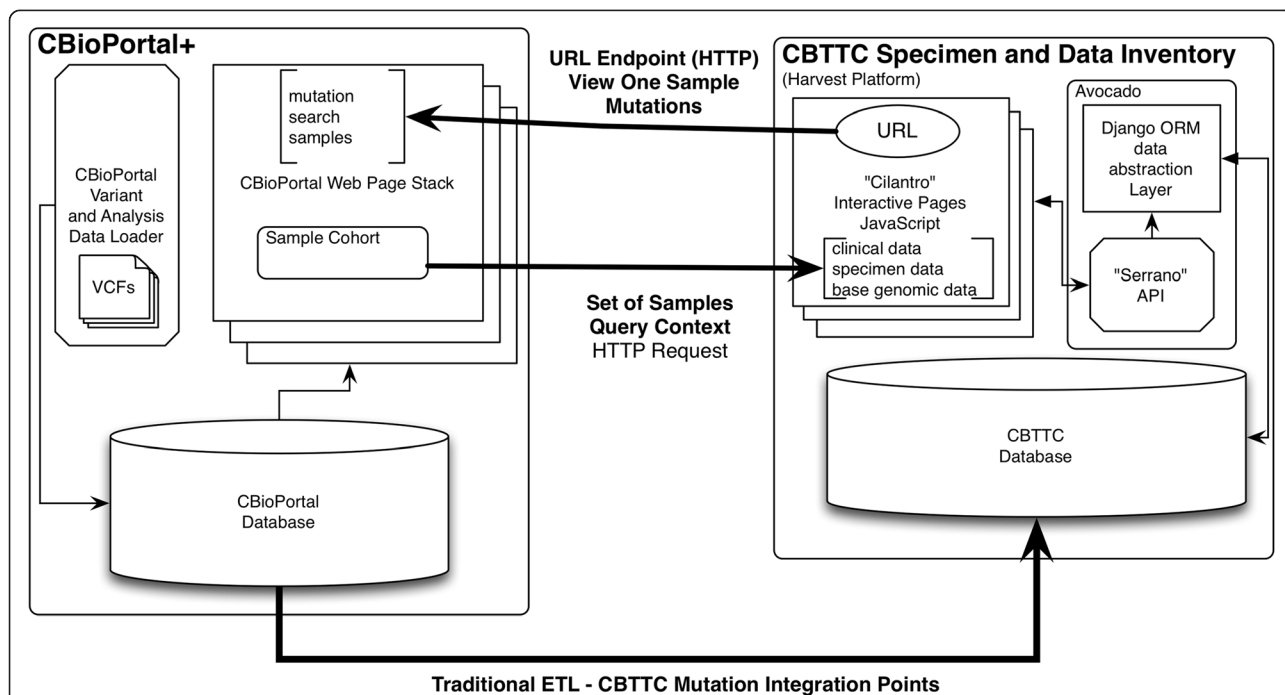 CBioPortal+
CBioPortal
Variant
and Analysis
Data Loader
VCFs
mutation
search
samples
CBioPortal Web Page Stack
Sample Cohort
CBioPortal
Database
URL Endpoint (HTTP)
View One Sample
Mutations
Set of Samples
Query Context
HTTP Request
CBTTC Specimen and Data Inventory
(Harvest Platform)
URL
"Cilantro"
Interactive Pages
JavaScript
clinical data
specimen data
base genomic data
Avocado
Django ORM
data
abstraction
Layer
"Serrano"
API
CBTTC
Database
Traditional ETL - CBTTC Mutation Integration Points